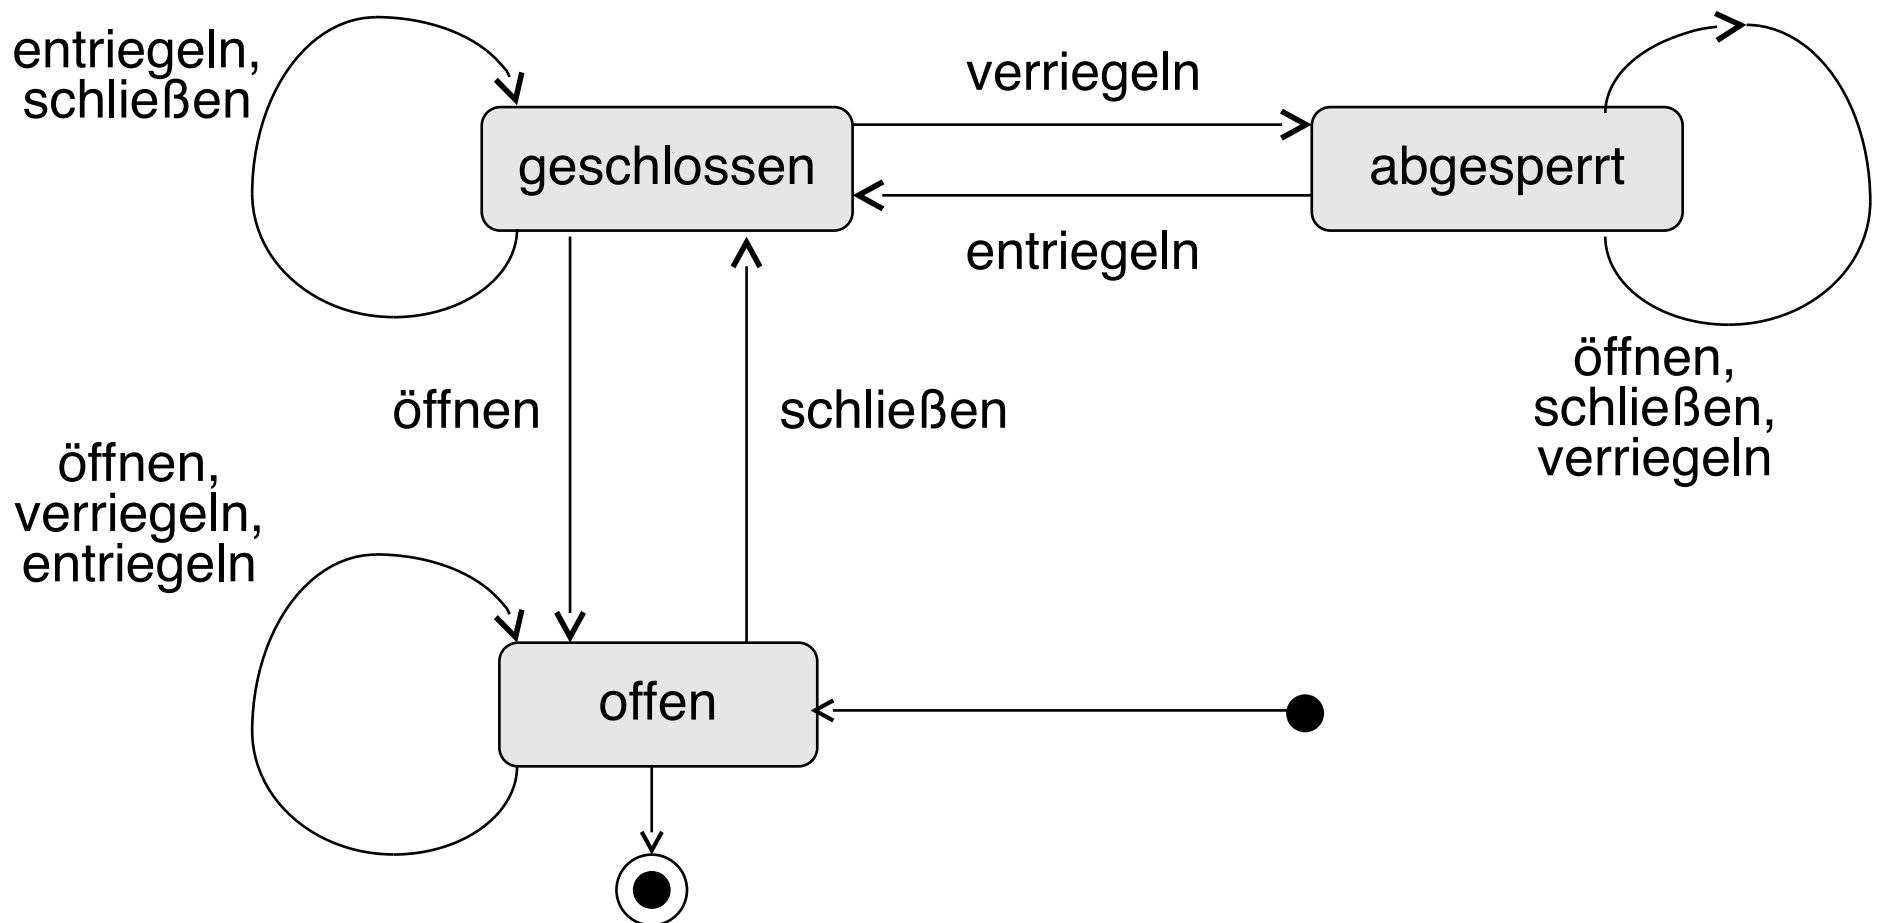 entriegeln,
schließen
verriegeln
geschlossen
abgesperrt
entriegeln
öffnen
schließen
öffnen,
schließen,
verriegeln
öffnen,
verriegeln,
entriegeln
offen